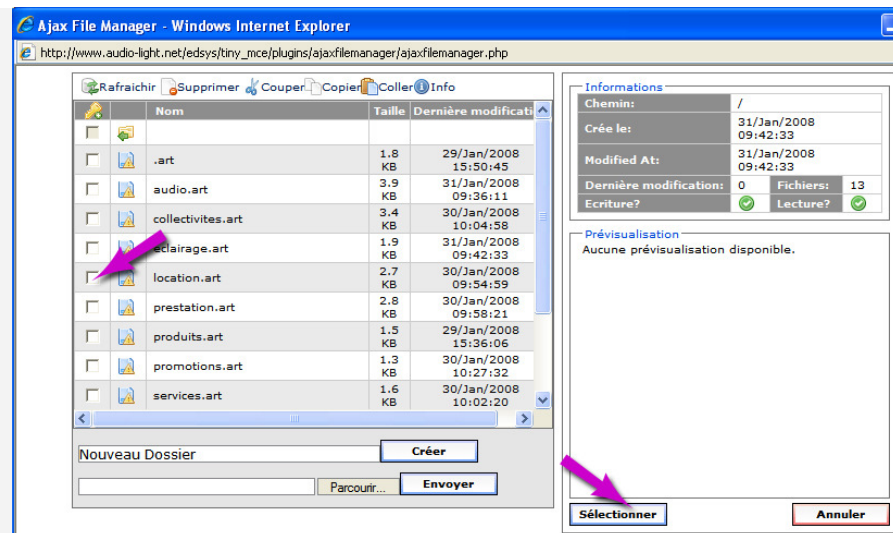 Ajax File Manager - Windows Internet Explorer
http://www.audio-light.net/edsys/tiny_mce/plugins/ajaxfilemanager/ajaxfilemanager.php
Rafraichir Supprimer Couper Copier Coller Info
Nom Taille Dernière modificati
.art 1.8 KB 29/Jan/2008 15:50:45
audio.art 3.9 KB 31/Jan/2008 09:36:11
collectivites.art 3.4 KB 30/Jan/2008 10:04:58
eclairage.art 1.9 KB 31/Jan/2008 09:42:33
location.art 2.7 KB 30/Jan/2008 09:54:59
prestation.art 2.8 KB 30/Jan/2008 09:58:21
produits.art 1.5 KB 29/Jan/2008 15:36:06
promotions.art 1.3 KB 30/Jan/2008 10:27:32
services.art 1.6 KB 30/Jan/2008 10:02:20
Nouveau Dossier Créer
Parcourir... Envoyer
Informations
Chemin: /
Crée le: 31/Jan/2008 09:42:33
Modified At: 31/Jan/2008 09:42:33
Dernière modification: 0 Fichiers: 13
Ecriture? Lecture?
Prévisualisation
Aucune prévisualisation disponible.
Sélectionner Annuler